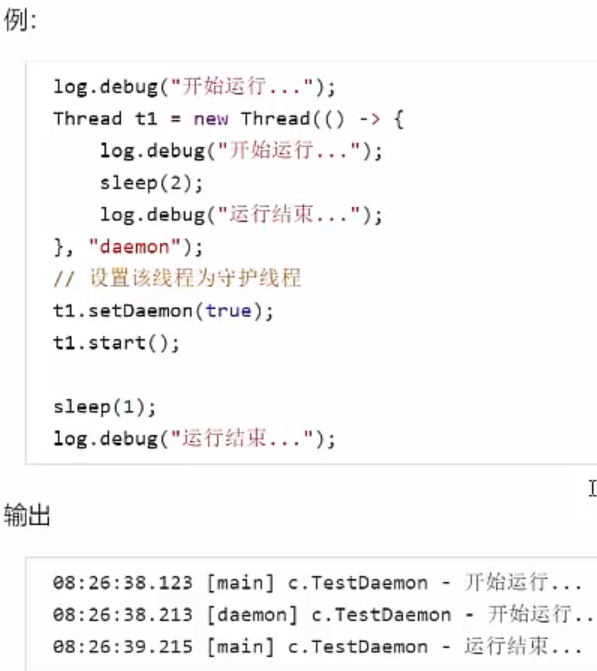 例:
log.debug("开始运行...");
Thread t1 = new Thread(() -> {
    log.debug("开始运行...");
    sleep(2);
    log.debug("运行结束...");
}, "daemon");
// 设置该线程为守护线程
t1.setDaemon(true);
t1.start();
sleep(1);
log.debug("运行结束...");
输出
08:26:38.123 [main] c.TestDaemon - 开始运行...
08:26:38.213 [daemon] c.TestDaemon - 开始运行..
08:26:39.215 [main] c.TestDaemon - 运行结束...